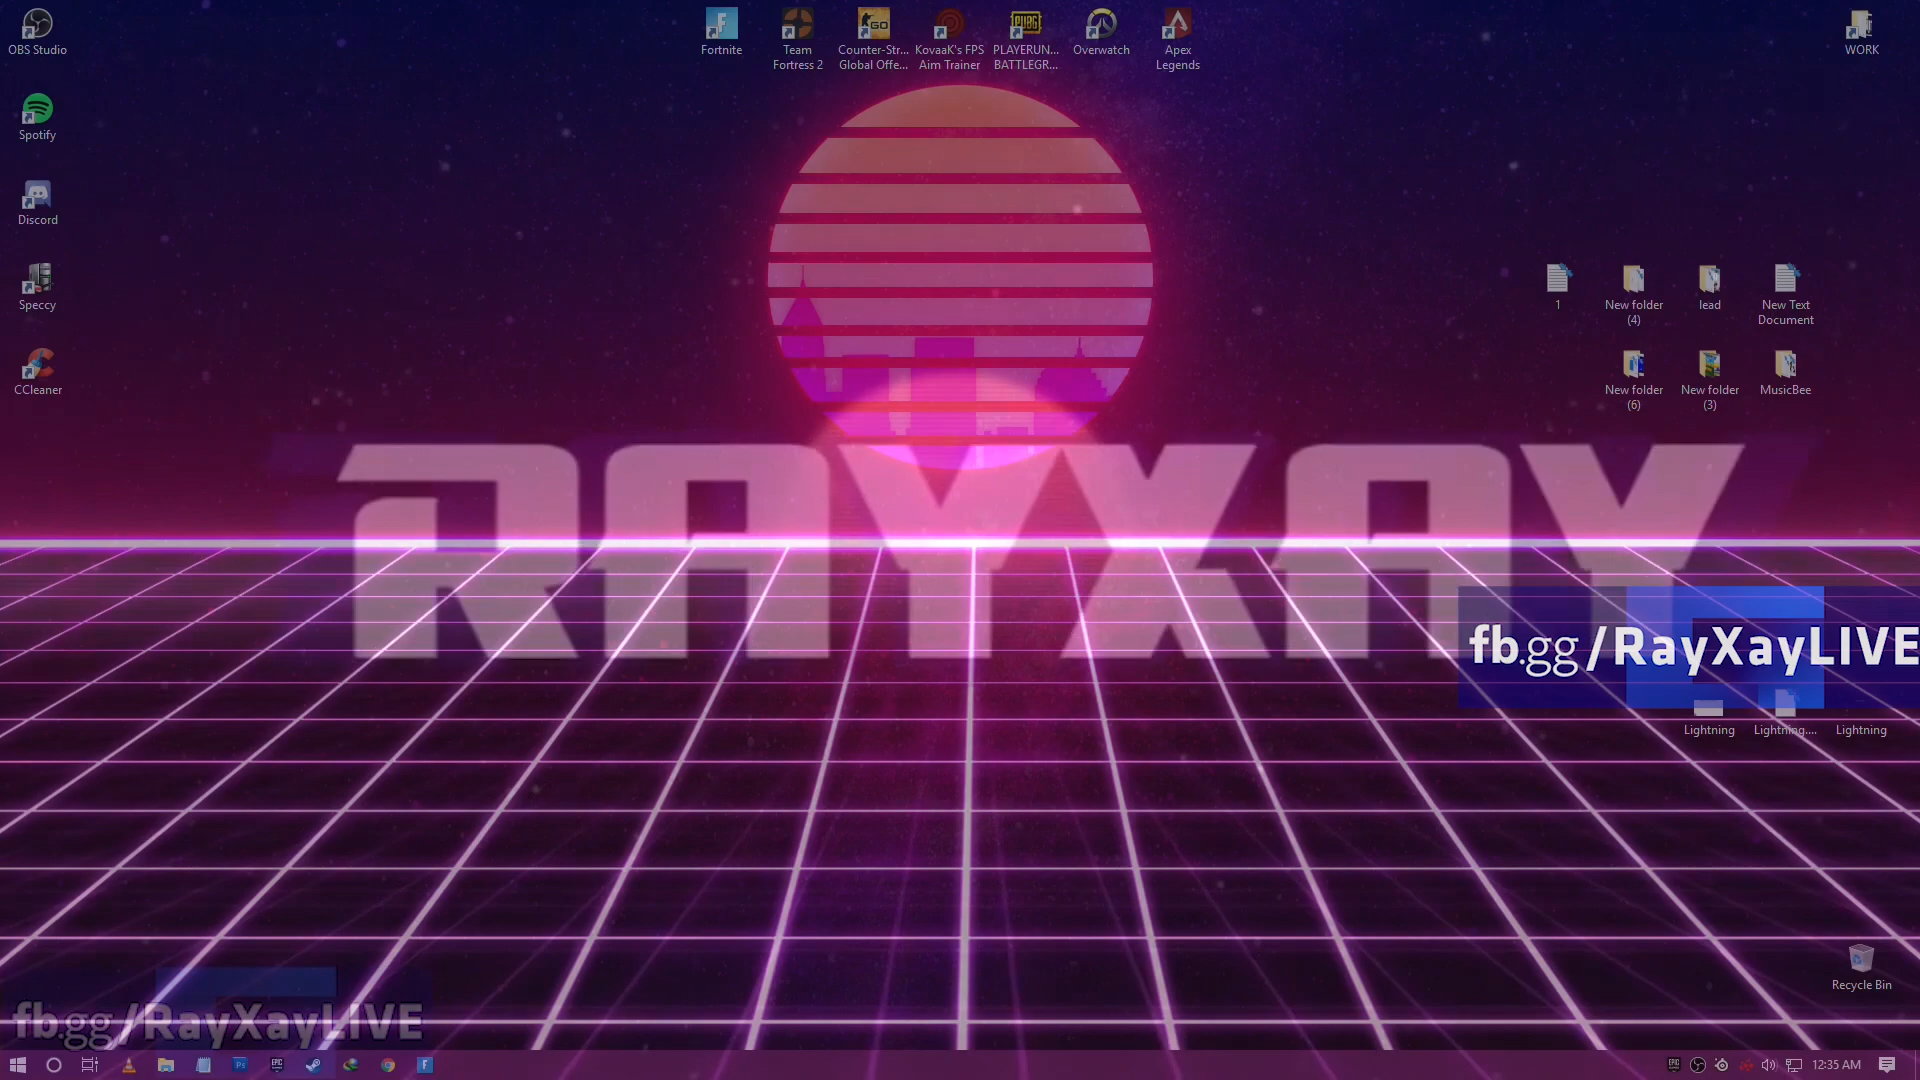 OBS Studio
Fortnite
Team
Fortress 2
Counter-Str...
Global Offe...
KovaaK's FPS
Aim Trainer
PLAYERUN...
BATTLEGR...
Overwatch
Apex
Legends
WORK
Spotify
Discord
Speccy
CCleaner
1
New folder
(4)
lead
New Text
Document
New folder
(6)
New folder
(3)
MusicBee
RAYXAY
fb.gg/RayXayLIVE
Lightning
Lightning....
Lightning
Recycle Bin
fb.gg/RayXayLIVE
12:35 AM